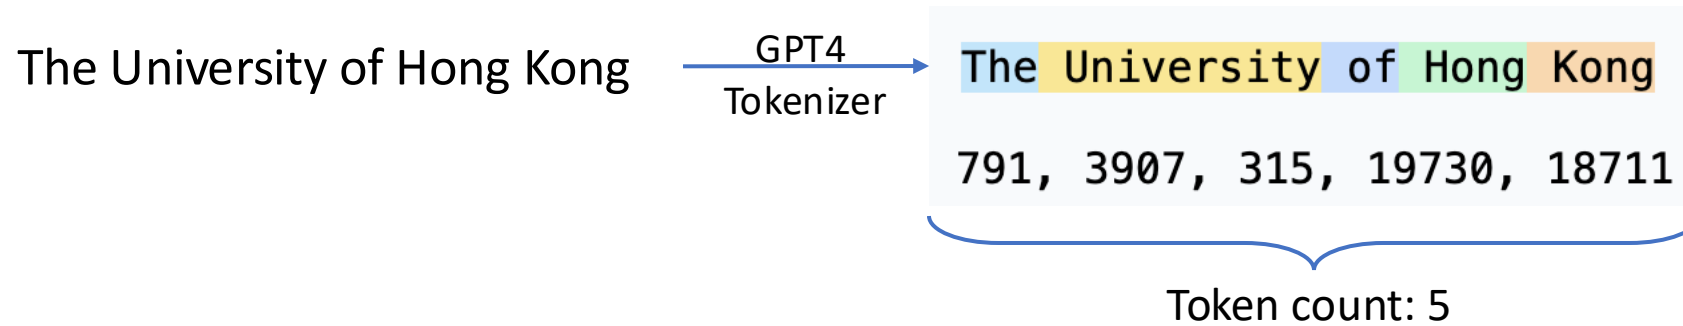 The University of Hong Kong
GPT4
Tokenizer
The University of Hong Kong
791, 3907, 315, 19730, 18711
Token count: 5